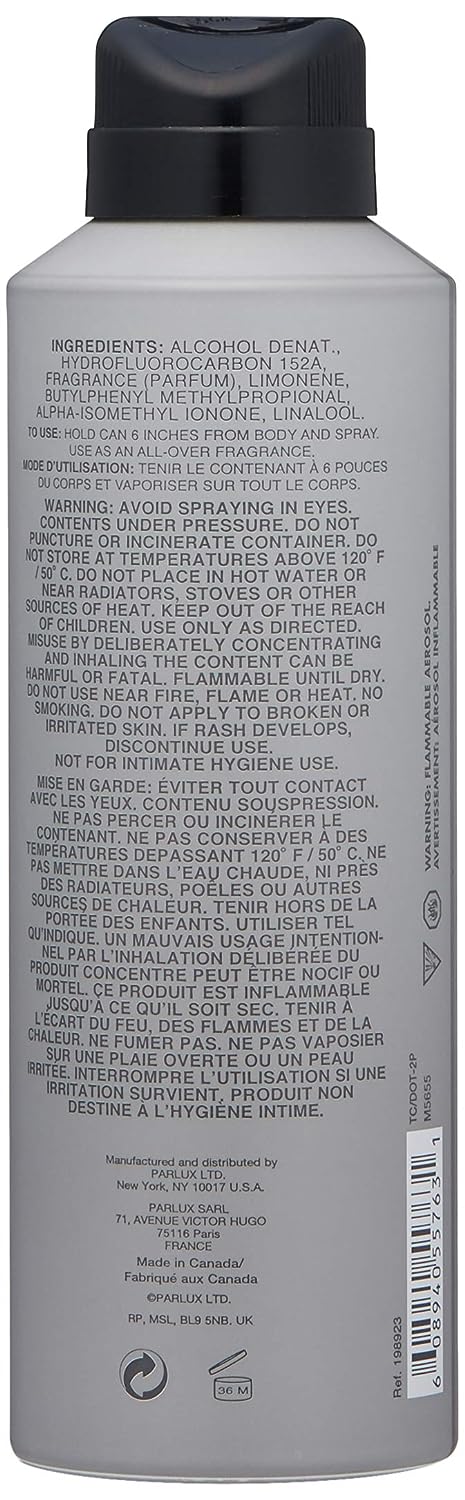 INGREDIENTS: ALCOHOL DENAT.,
HYDROFLUOROCARBON 152A,
FRAGRANCE (PARFUM), LIMONENE,
BUTYLPHENYL METHYLPROPIONAL,
ALPHA-ISOMETHYL IONONE, LINALOOL.
TO USE: HOLD CAN 6 INCHES FROM BODY AND SPRAY.
USE AS AN ALL-OVER FRAGRANCE.
MODE D'UTILISATION: TENIR LE CONTENANT À 6 POUCES
DU CORPS ET VAPORISER SUR TOUT LE CORPS.
WARNING: AVOID SPRAYING IN EYES.
CONTENTS UNDER PRESSURE. DO NOT
PUNCTURE OR INCINERATE CONTAINER. DO
NOT STORE AT TEMPERATURES ABOVE 120° F
/50° C. DO NOT PLACE IN HOT WATER OR
NEAR RADIATORS, STOVES OR OTHER
SOURCES OF HEAT. KEEP OUT OF THE REACH
OF CHILDREN. USE ONLY AS DIRECTED.
MISUSE BY DELIBERATELY CONCENTRATING
AND INHALING THE CONTENT CAN BE
HARMFUL OR FATAL. FLAMMABLE UNTIL DRY.
DO NOT USE NEAR FIRE, FLAME OR HEAT. NO
SMOKING. DO NOT APPLY TO BROKEN OR
IRRITATED SKIN. IF RASH DEVELOPS,
DISCONTINUE USE.
NOT FOR INTIMATE HYGIENE USE.
MISE EN GARDE: ÉVITER TOUT CONTACT
AVEC LES YEUX. CONTENU SOUSPRESSION.
NE PAS PERCER OU INCINÉRER LE
CONTENANT. NE PAS CONSERVER À DES
TEMPÉRATURES DEPASSANT 120° F / 50° C. NE
PAS METTRE DANS L'EAU CHAUDE, NI PRÈS
DES RADIATEURS, POÊLES OU AUTRES
SOURCES DE CHALEUR. TENIR HORS DE LA
PORTÉE DES ENFANTS. UTILISER TEL
QU'INDIQUE. UN MAUVAIS USAGE INTENTION-
NEL PAR L'INHALATION DÉLIBÉRÉE DU
PRODUIT CONCENTRE PEUT ÊTRE NOCIF OU
MORTEL. CE PRODUIT EST INFLAMMABLE
JUSQU'À CE QU'IL SOIT SEC. TENIR À
L'ÉCART DU FEU, DES FLAMMES ET DE LA
CHALEUR. NE FUMER PAS. NE PAS VAPORISER
SUR UNE PLAIE OVERTE OU UN PEAU
IRRITÉE. INTERROMPRE L'UTILISATION SI UNE
IRRITATION SURVIENT. PRODUIT NON
DESTINE À L'HYGIÈNE INTIME.
Manufactured and distributed by
PARLUX LTD.
New York, NY 10017 U.S.A.
PARLUX SARL
71, AVENUE VICTOR HUGO
75116 Paris
FRANCE
Made in Canada/
Fabriqué aux Canada
©PARLUX LTD.
RP, MSL, BL9 5NB. UK
36 M
WARNING: FLAMMABLE AEROSOL.
AVERTISSEMENT: AÉROSOL INFLAMMABLE
TC/DOT-2P
M5655
6 08940 55763 1
Ref. 198923